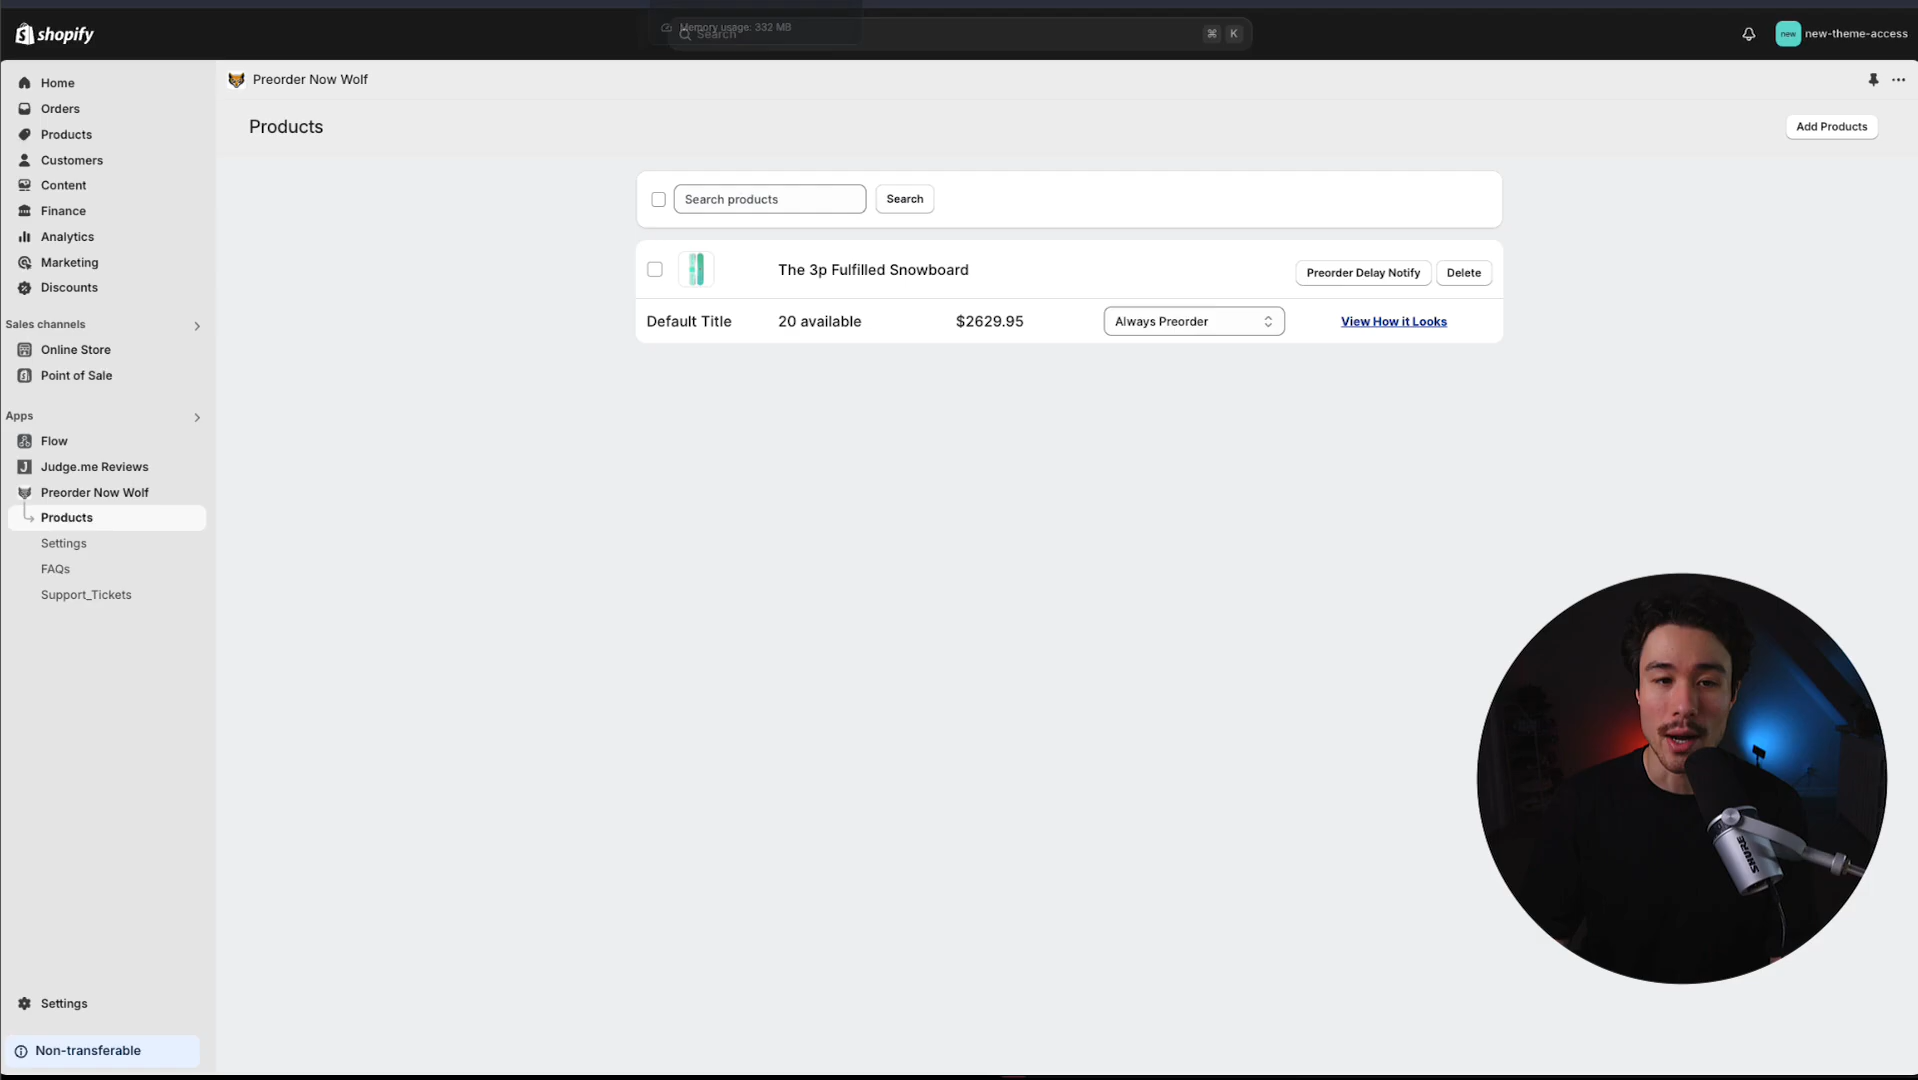 shopify
Memory usage: 332 MB
Search
⌘ K
new
new-theme-access
Home
Orders
Products
Customers
Content
Finance
Analytics
Marketing
Discounts
Sales channels
Online Store
Point of Sale
Apps
Flow
Judge.me Reviews
Preorder Now Wolf
Products
Settings
FAQs
Support_Tickets
Settings
Non-transferable
Preorder Now Wolf
Products
Add Products
Search products
Search
The 3p Fulfilled Snowboard
Preorder Delay Notify
Delete
Default Title
20 available
$2629.95
Always Preorder
View How it Looks
SHURE